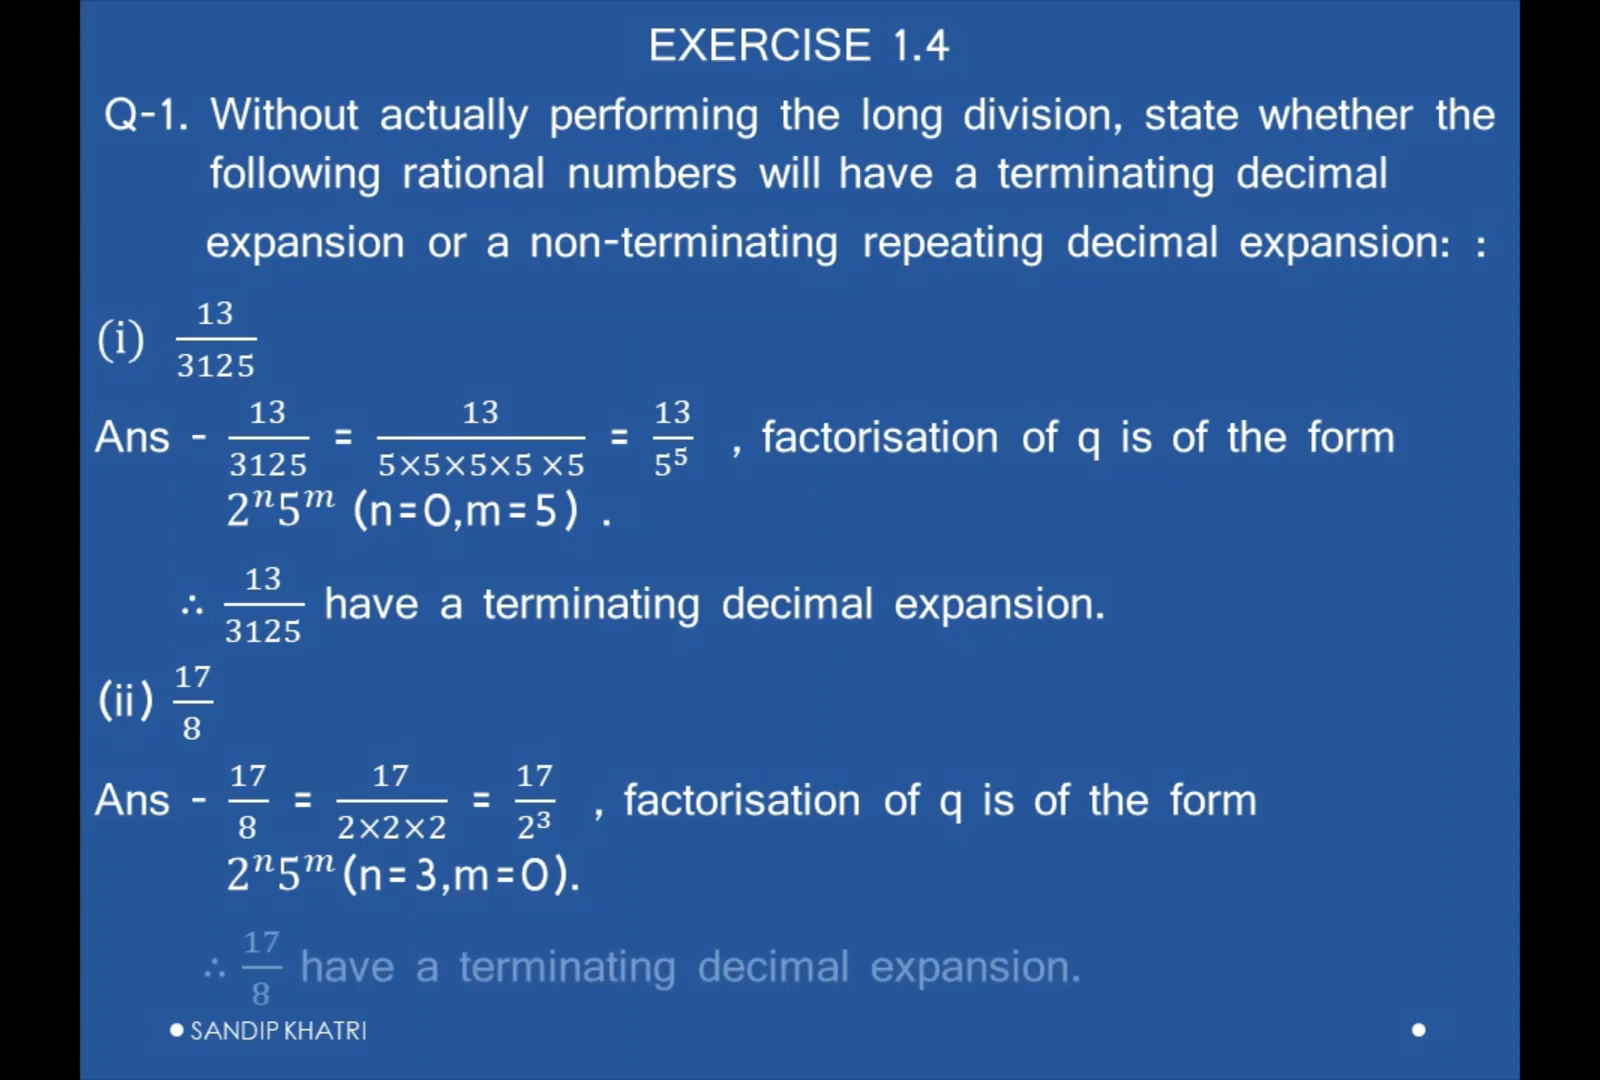 EXERCISE 1.4
Q-1. Without actually performing the long division, state whether the
following rational numbers will have a terminating decimal
expansion or a non-terminating repeating decimal expansion: :
(i) 13/3125
Ans - 13/3125 = 13/5×5×5×5 ×5 = 13/5⁵ , factorisation of q is of the form
2ⁿ5ᵐ (n=0,m=5) .
∴ 13/3125 have a terminating decimal expansion.
(ii) 17/8
Ans - 17/8 = 17/2×2×2 = 17/2³ , factorisation of q is of the form
2ⁿ5ᵐ(n=3,m=0).
∴ 17/8 have a terminating decimal expansion.
• SANDIP KHATRI